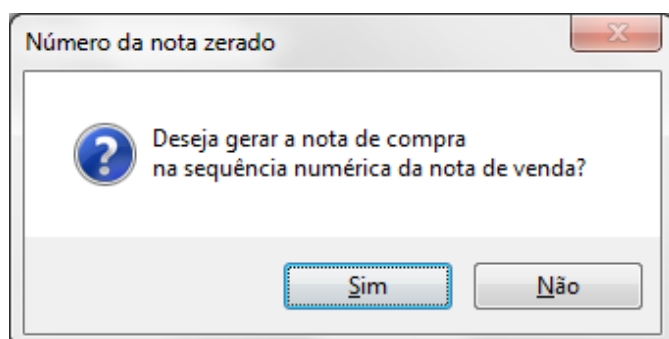 Número da nota zerado
Deseja gerar a nota de compra
na sequência numérica da nota de venda?
Sim
Não